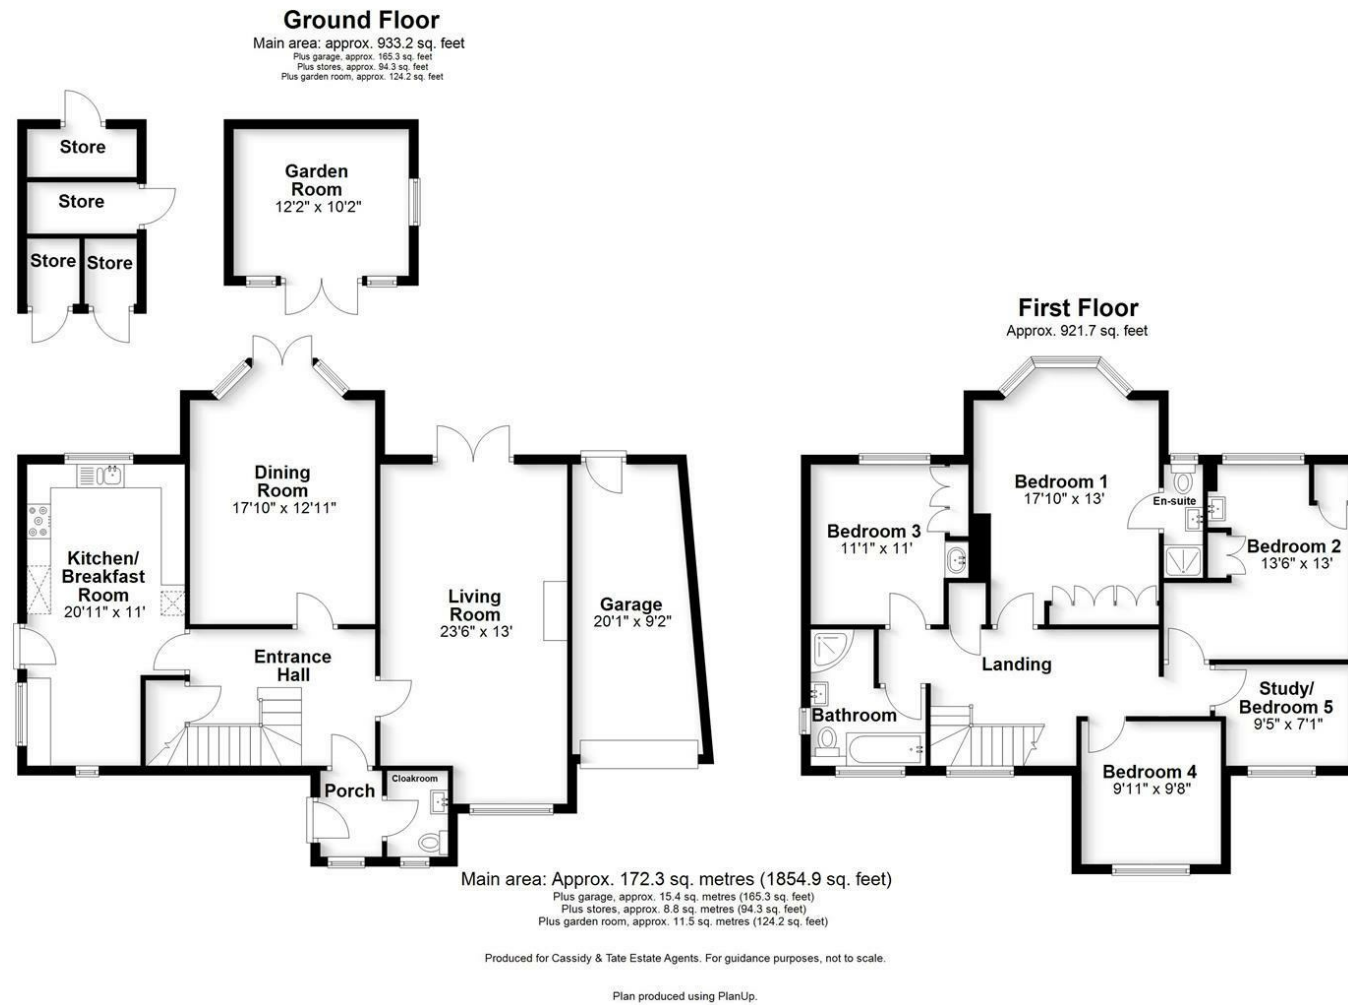 Ground Floor
Main area: approx. 933.2 sq. feet
Plus garage, approx. 165.3 sq. feet
Plus stores, approx. 94.3 sq. feet
Plus garden room, approx. 124.2 sq. feet
Store
Store
Store
Store
Garden
Room
12'2" x 10'2"
Dining
Room
17'10" x 12'11"
Kitchen/
Breakfast
Room
20'11" x 11'
Living
Room
23'6" x 13'
Garage
20'1" x 9'2"
Entrance
Hall
Porch
Cloakroom
First Floor
Approx. 921.7 sq. feet
Bedroom 1
17'10" x 13'
En-suite
Bedroom 3
11'1" x 11'
Bedroom 2
13'6" x 13'
Landing
Study/
Bedroom 5
9'5" x 7'1"
Bathroom
Bedroom 4
9'11" x 9'8"
Main area: Approx. 172.3 sq. metres (1854.9 sq. feet)
Plus garage, approx. 15.4 sq. metres (165.3 sq. feet)
Plus stores, approx. 8.8 sq. metres (94.3 sq. feet)
Plus garden room, approx. 11.5 sq. metres (124.2 sq. feet)
Produced for Cassidy & Tate Estate Agents. For guidance purposes, not to scale.
Plan produced using PlanUp.